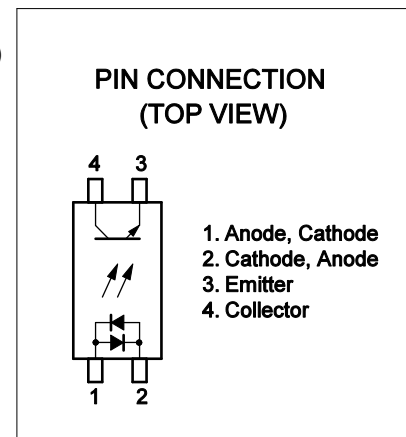 PIN CONNECTION
(TOP VIEW)
4 3
1. Anode, Cathode
2. Cathode, Anode
3. Emitter
4. Collector
1 2